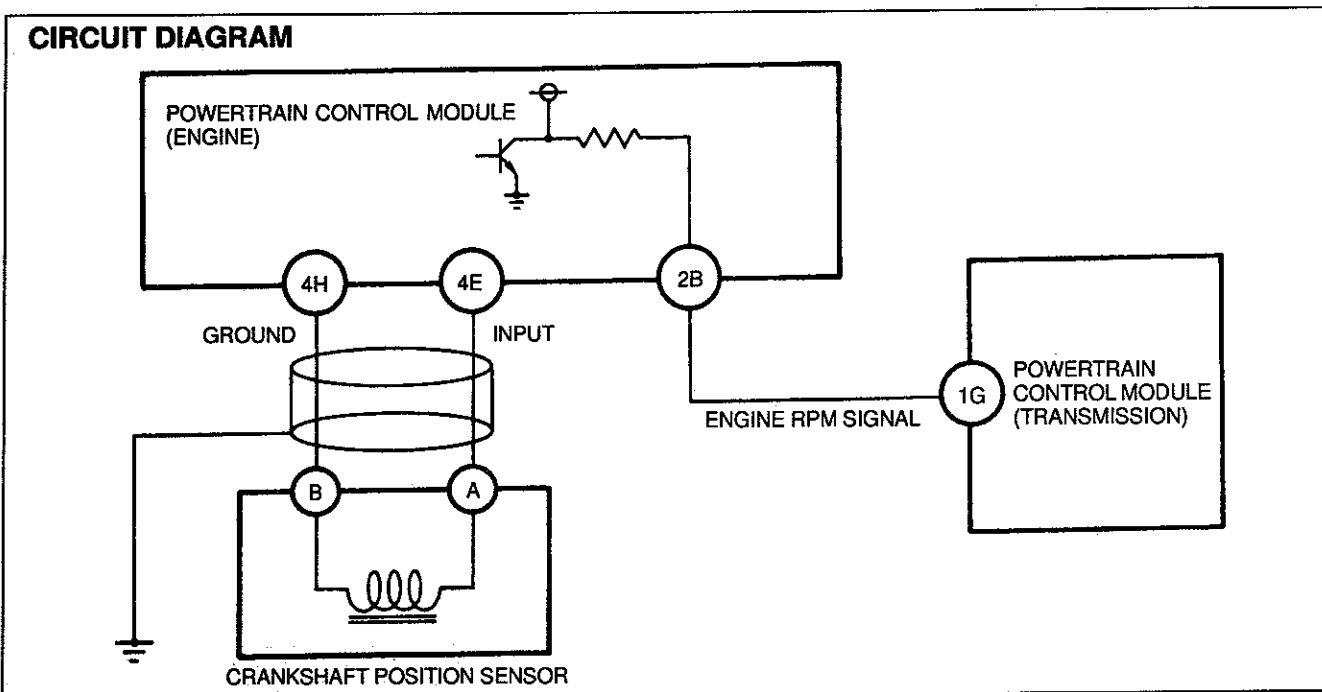 CIRCUIT DIAGRAM
POWERTRAIN CONTROL MODULE
(ENGINE)
4H
4E
2B
GROUND
INPUT
1G
POWERTRAIN
CONTROL MODULE
(TRANSMISSION)
ENGINE RPM SIGNAL
B
A
CRANKSHAFT POSITION SENSOR